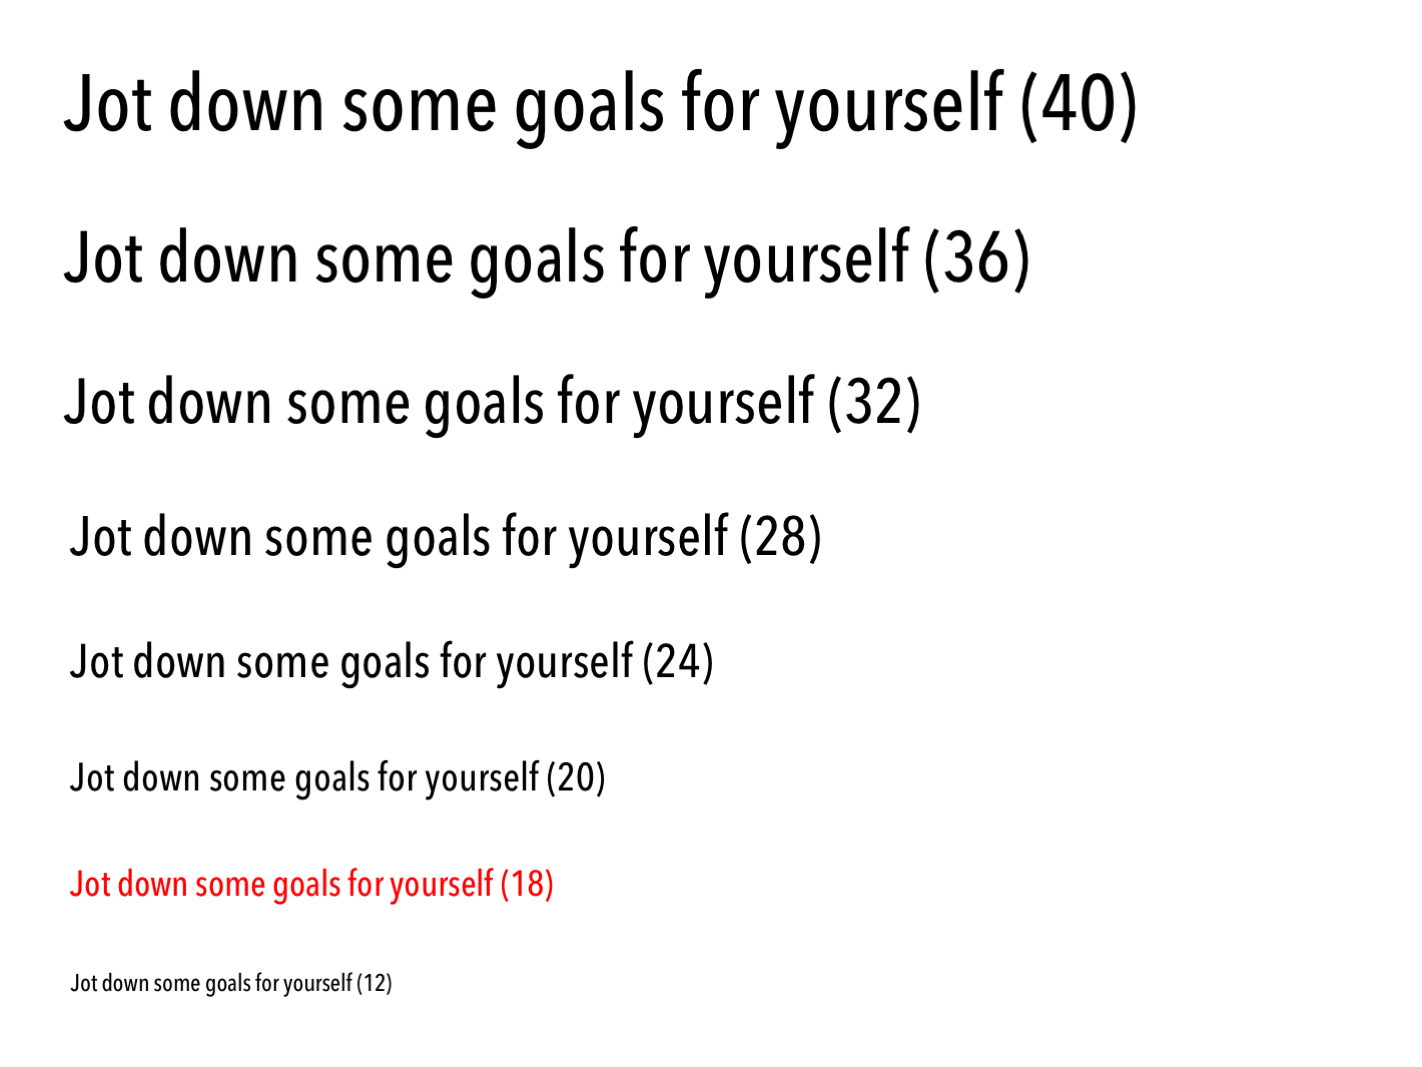 Jot down some goals for yourself (40)
Jot down some goals for yourself (36)
Jot down some goals for yourself (32)
Jot down some goals for yourself (28)
Jot down some goals for yourself (24)
Jot down some goals for yourself (20)
Jot down some goals for yourself (18)
Jot down some goals for yourself (12)